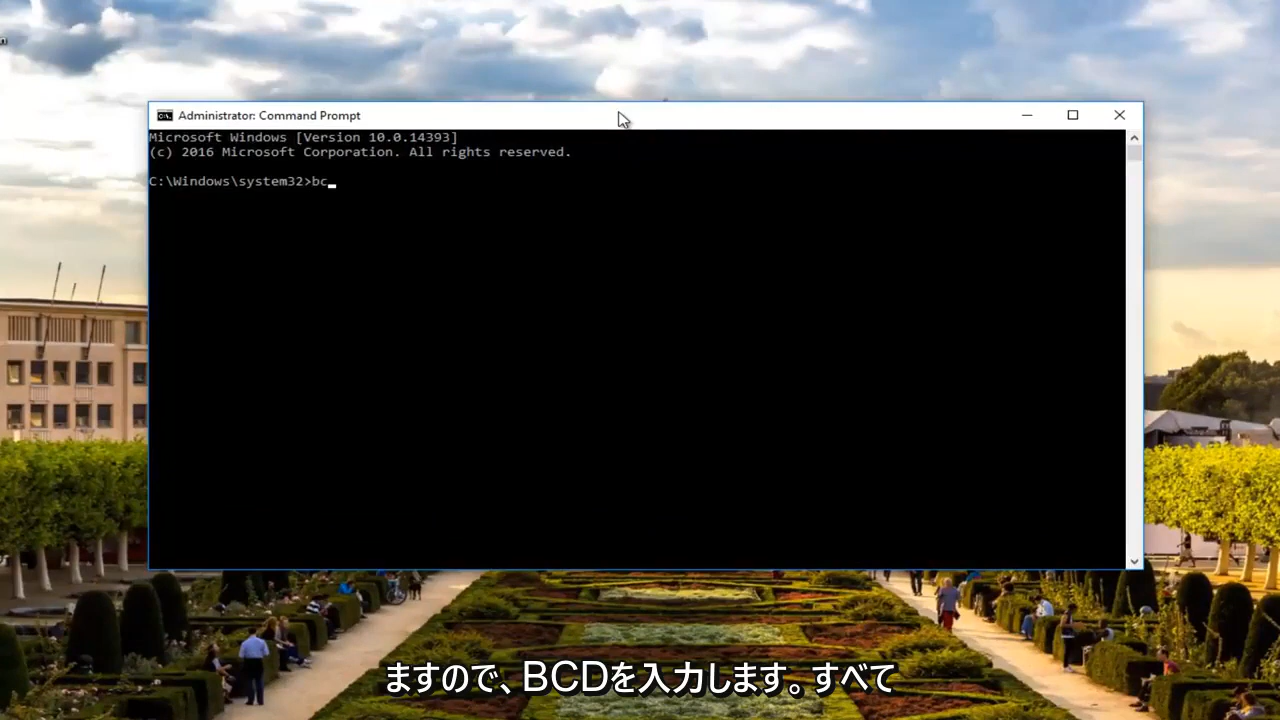 Administrator: Command Prompt
Microsoft Windows [Version 10.0.14393]
(c) 2016 Microsoft Corporation. All rights reserved.
C:\Windows\system32>bc
ますので、BCDを入力します。すべて